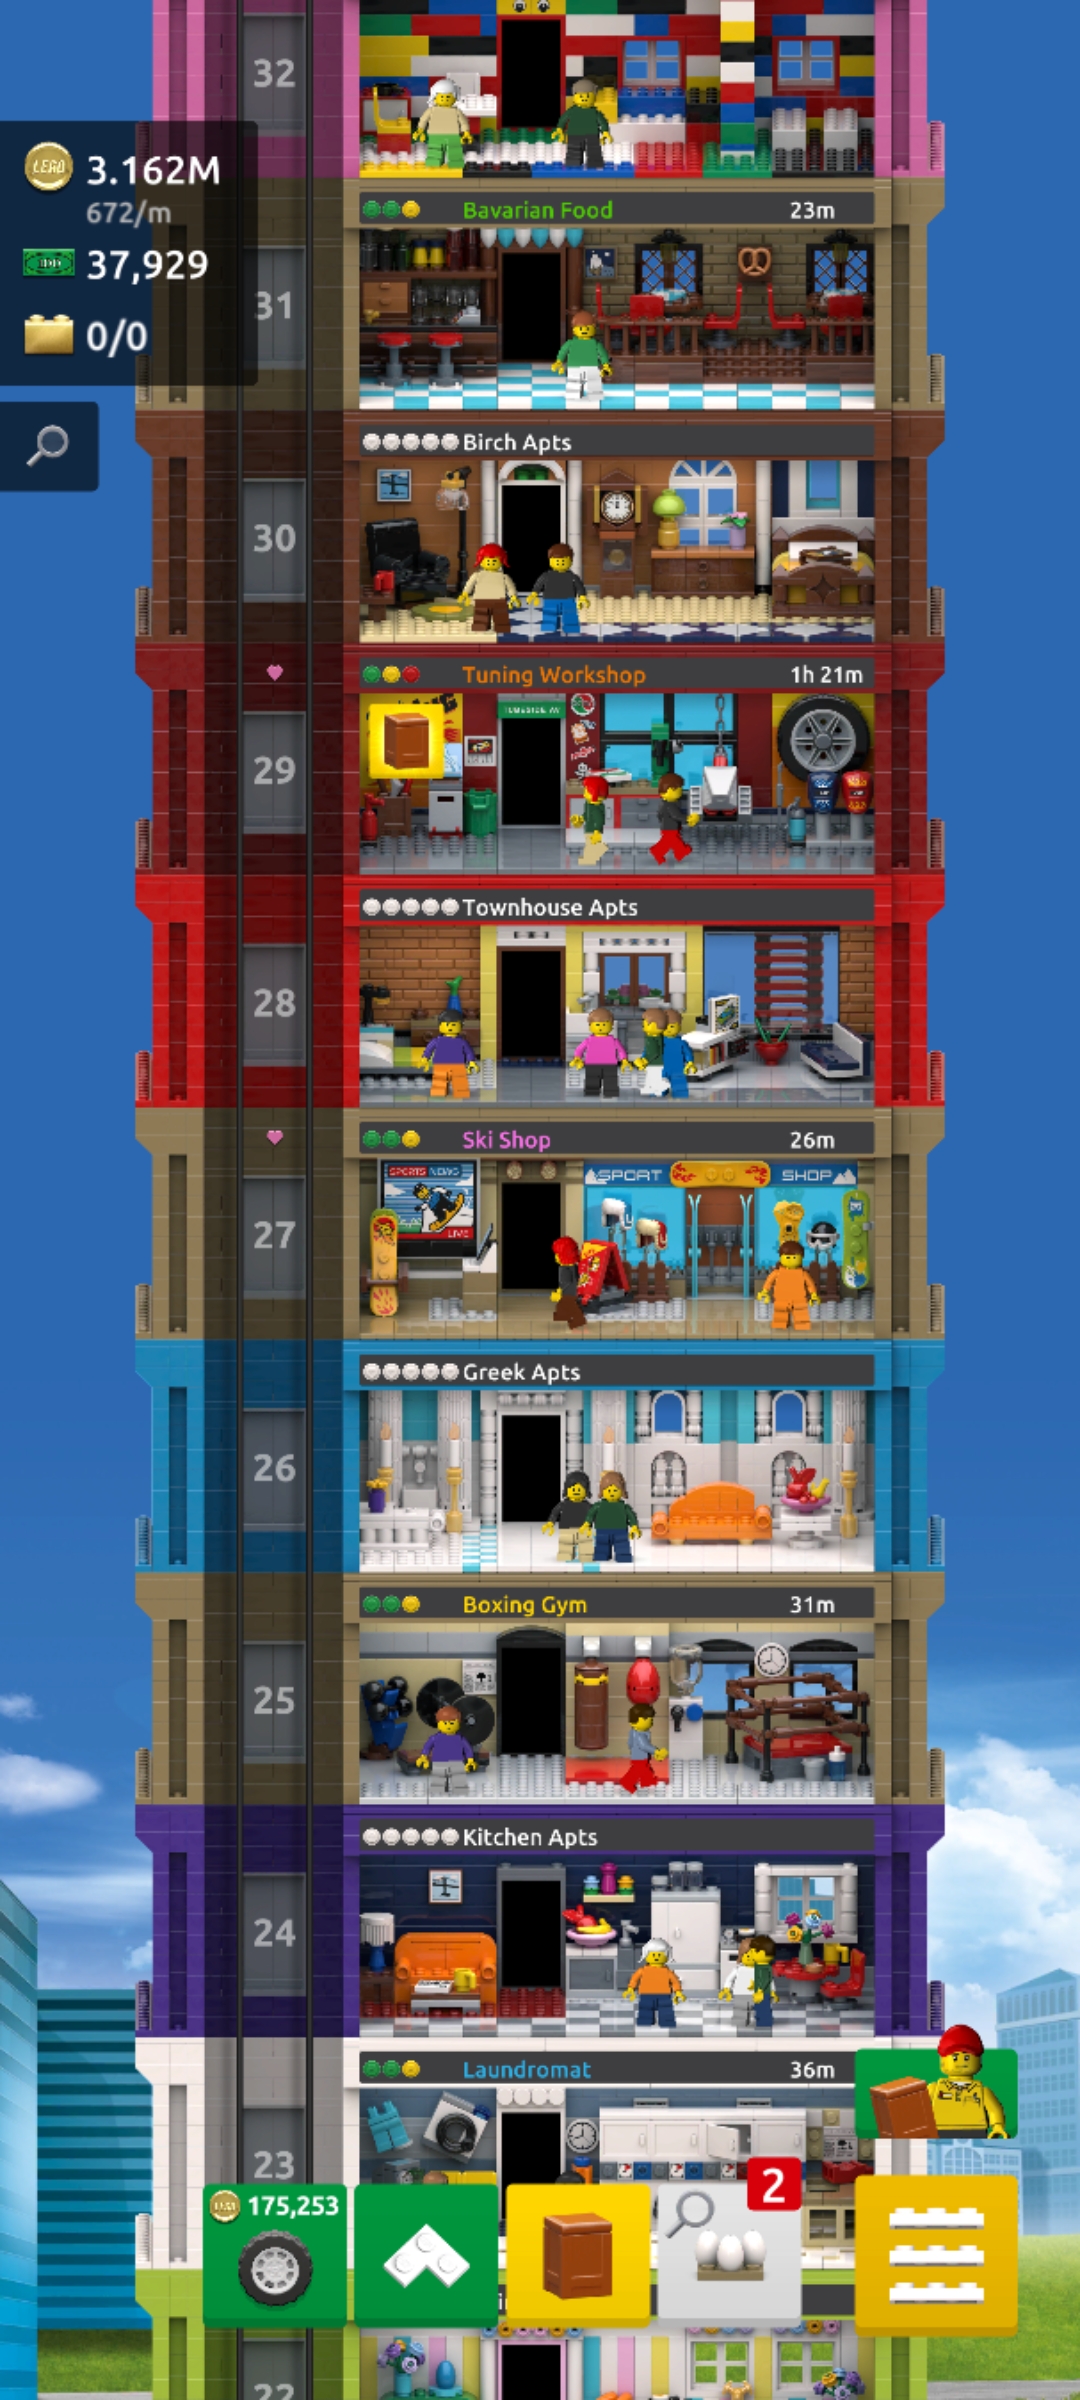 32
LEGO 3.162M
672/m
37,929
0/0
Bavarian Food 23m
31
Birch Apts
30
Tuning Workshop 1h 21m
29
Townhouse Apts
28
Ski Shop 26m
SPORTS NEWS
LIVE
SPORT SHOP
27
Greek Apts
26
Boxing Gym 31m
25
Kitchen Apts
24
Laundromat 36m
23
175,253
2
22